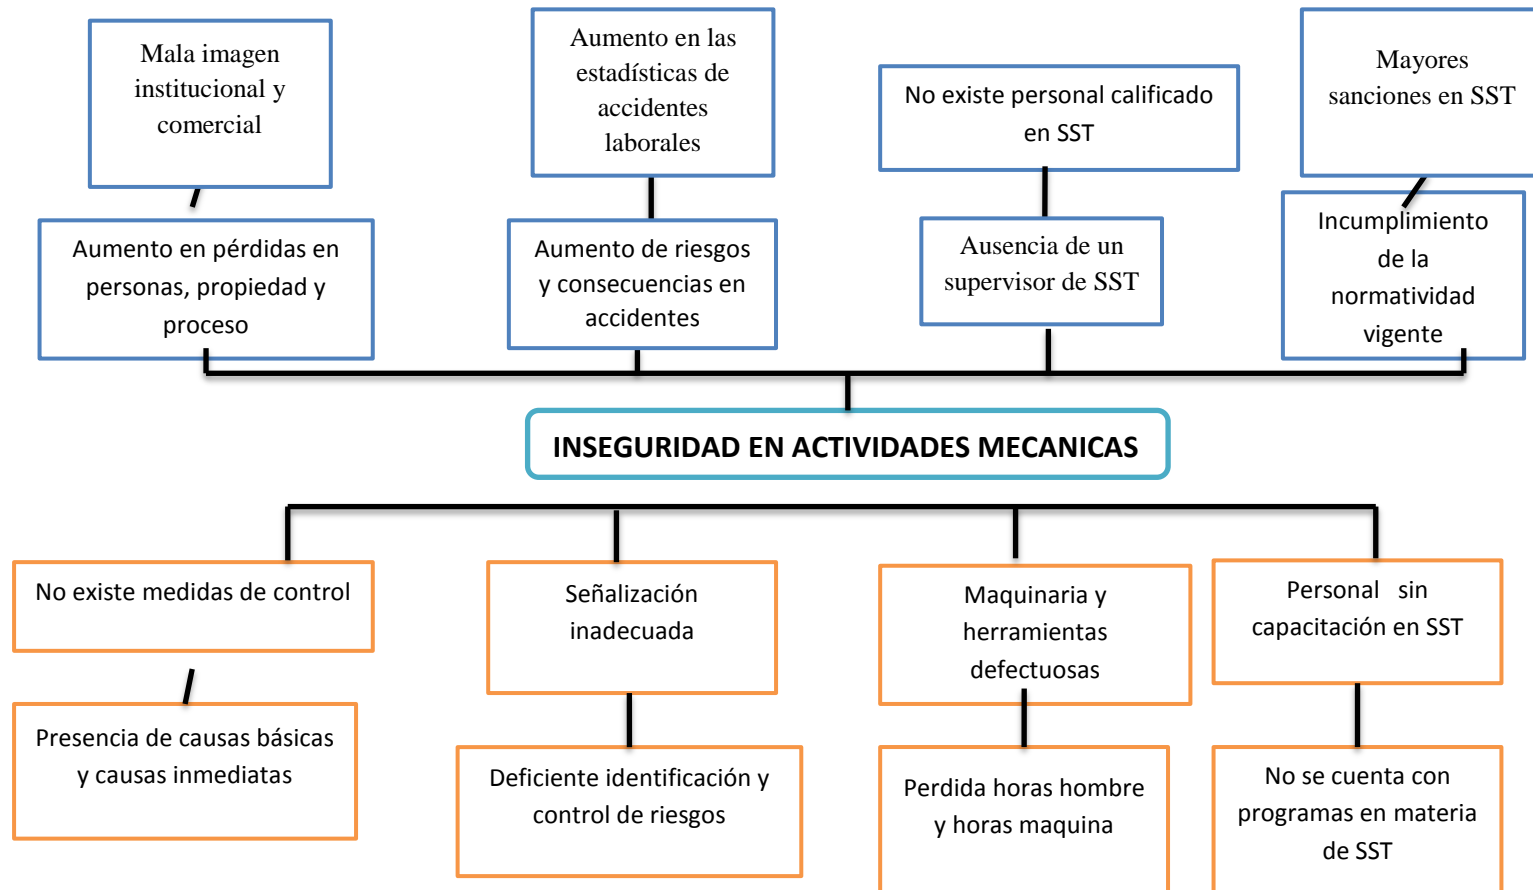 Mala imagen
institucional y
comercial
Aumento en las
estadísticas de
accidentes
laborales
No existe personal calificado
en SST
Mayores
sanciones en SST
Aumento en pérdidas en
personas, propiedad y
proceso
Aumento de riesgos
y consecuencias en
accidentes
Ausencia de un
supervisor de SST
Incumplimiento
de la
normatividad
vigente
INSEGURIDAD EN ACTIVIDADES MECANICAS
No existe medidas de control
Señalización
inadecuada
Maquinaria y
herramientas
defectuosas
Personal sin
capacitación en SST
Presencia de causas básicas
y causas inmediatas
Deficiente identificación y
control de riesgos
Perdida horas hombre
y horas maquina
No se cuenta con
programas en materia
de SST